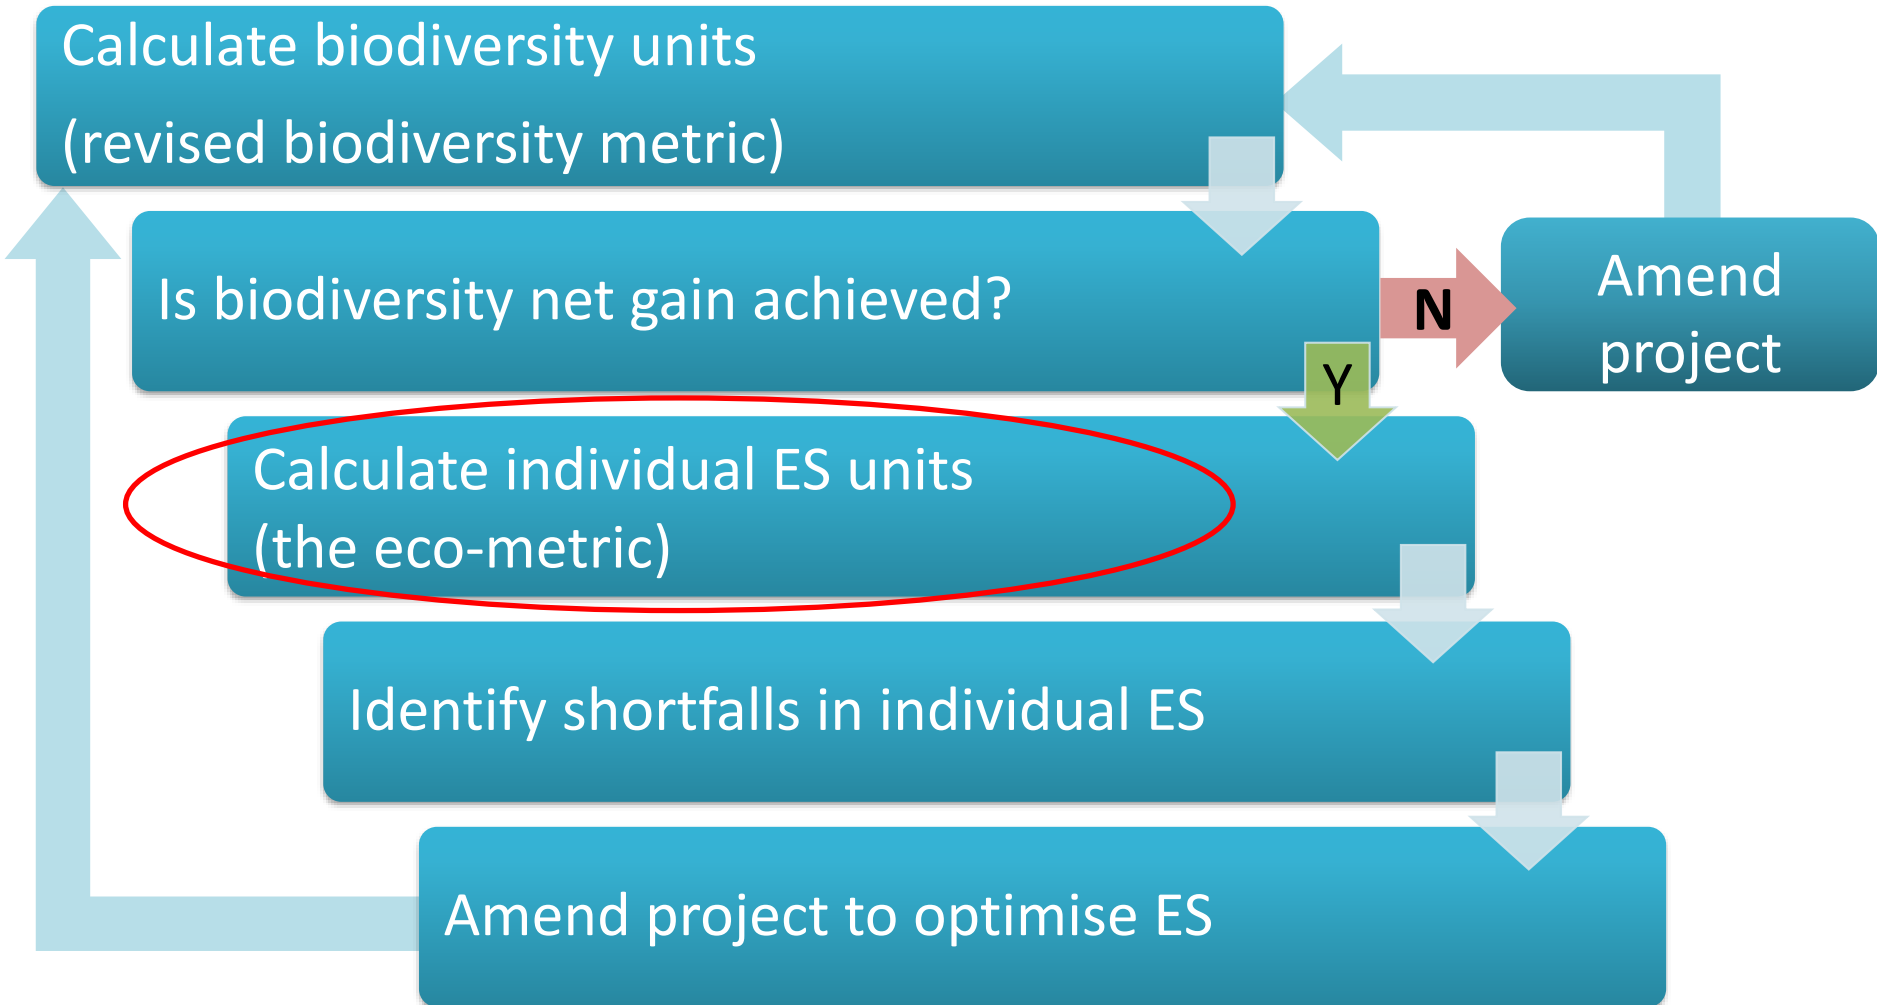 Calculate biodiversity units
(revised biodiversity metric)
Is biodiversity net gain achieved?
N
Amend
project
Y
Calculate individual ES units
(the eco-metric)
Identify shortfalls in individual ES
Amend project to optimise ES